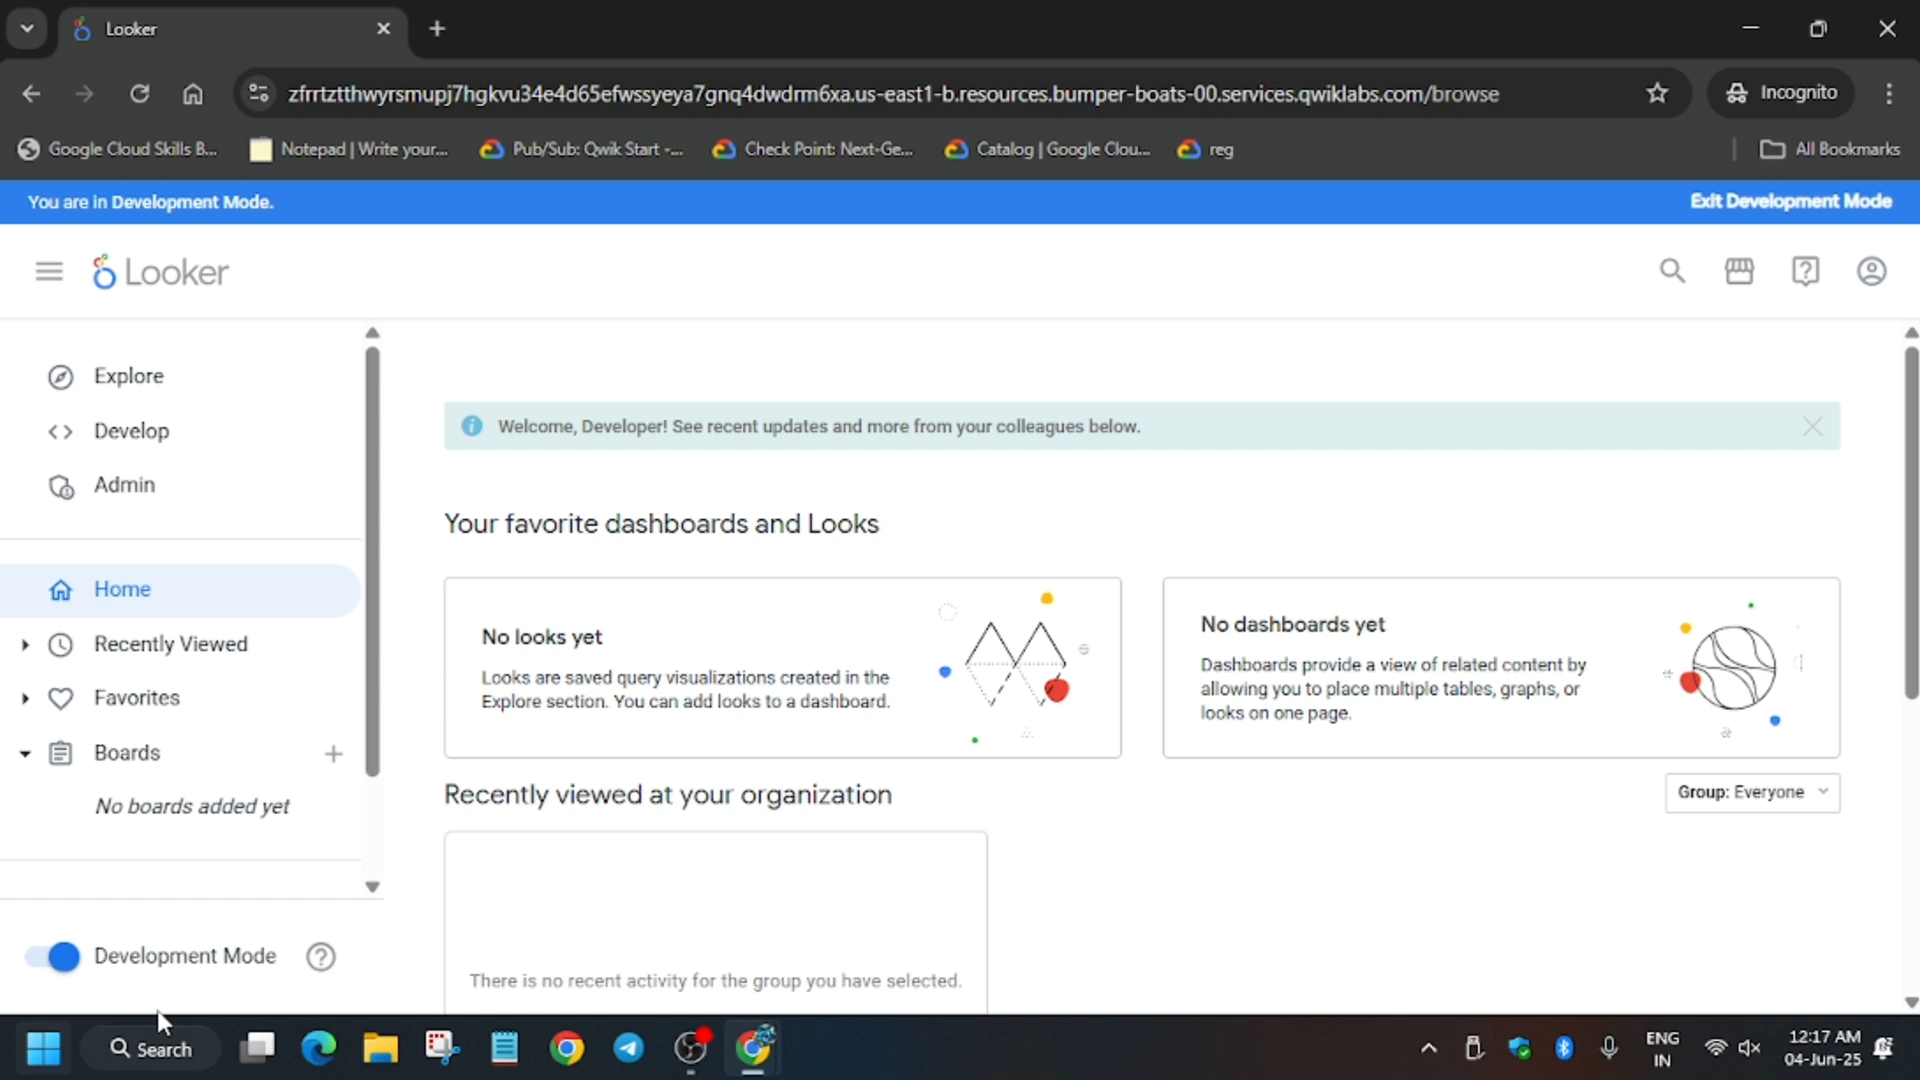 Looker
zfrrtztthwyrsmupj7hgkvu34e4d65efwssyeya7gnq4dwdrm6xa.us-east1-b.resources.bumper-boats-00.services.qwiklabs.com/browse
Incognito
Google Cloud Skills B...
Notepad | Write your...
Pub/Sub: Qwik Start -...
Check Point: Next-Ge...
Catalog | Google Clou...
reg
All Bookmarks
You are in Development Mode.
Exit Development Mode
Looker
Explore
Develop
Admin
Home
Recently Viewed
Favorites
Boards
No boards added yet
Development Mode
Welcome, Developer! See recent updates and more from your colleagues below.
Your favorite dashboards and Looks
No looks yet
Looks are saved query visualizations created in the
Explore section. You can add looks to a dashboard.
No dashboards yet
Dashboards provide a view of related content by
allowing you to place multiple tables, graphs, or
looks on one page.
Recently viewed at your organization
Group: Everyone
There is no recent activity for the group you have selected.
Search
ENG
IN
12:17 AM
04-Jun-25